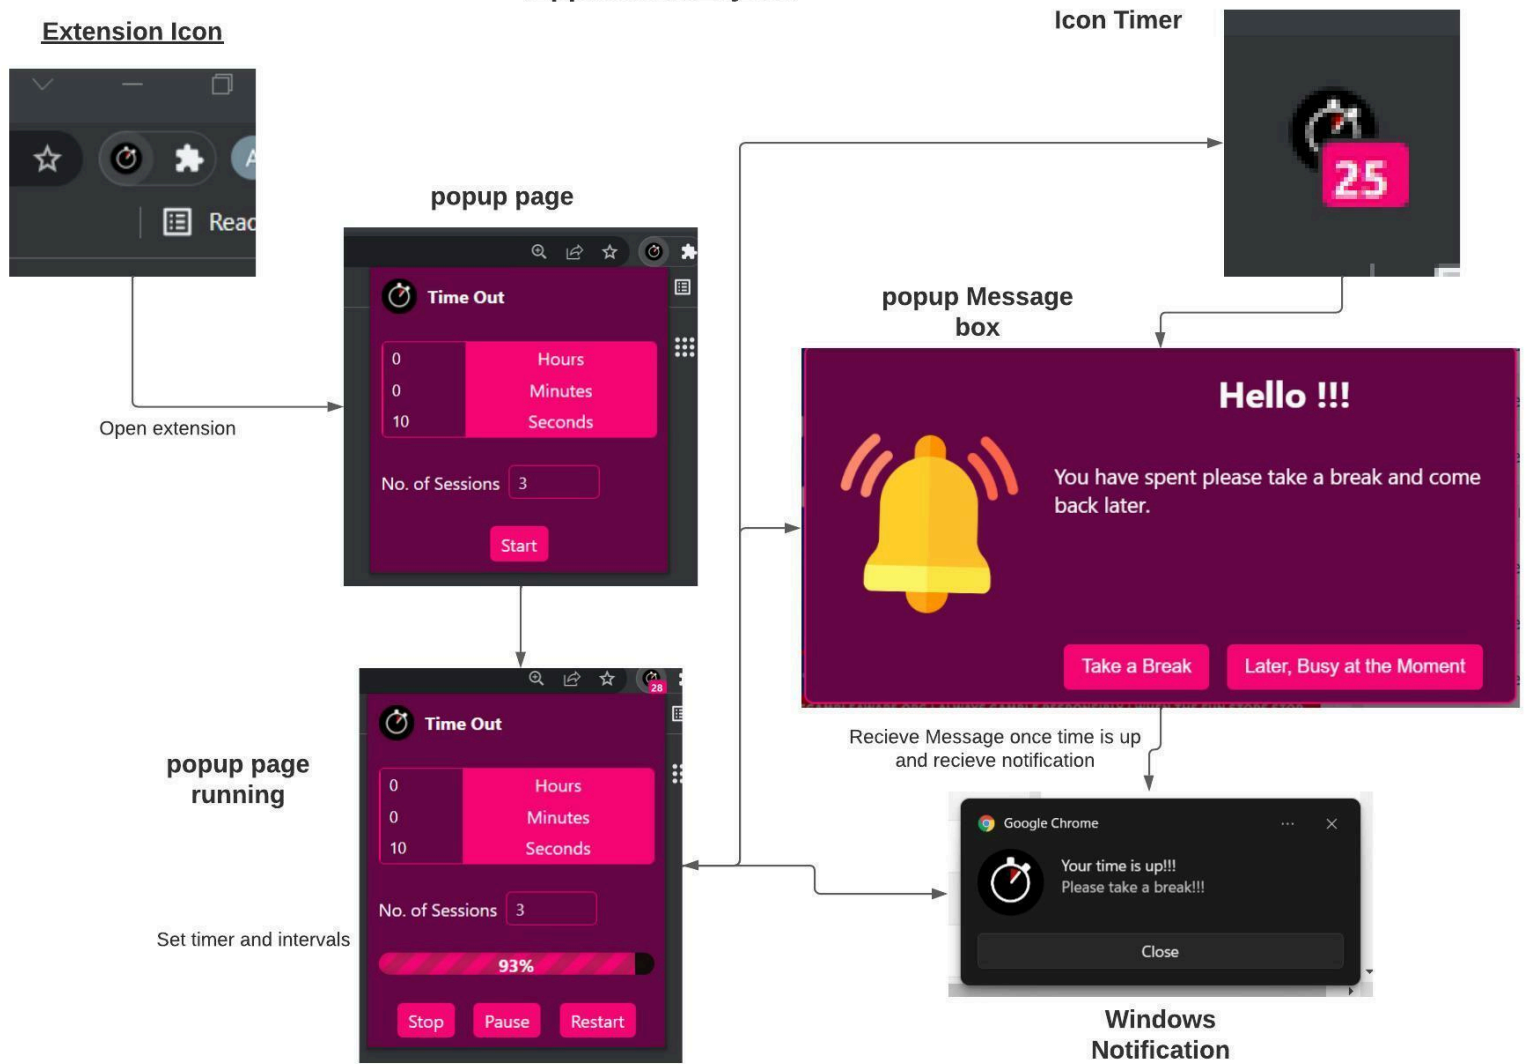 Extension Icon
Read
Open extension
popup page
Time Out
0 Hours
0 Minutes
10 Seconds
No. of Sessions 3
Start
popup page
running
Set timer and intervals
28
Time Out
0 Hours
0 Minutes
10 Seconds
No. of Sessions 3
93%
Stop Pause Restart
Icon Timer
25
popup Message
box
Hello !!!
You have spent please take a break and come
back later.
Take a Break Later, Busy at the Moment
Recieve Message once time is up
and recieve notification
Google Chrome
Your time is up!!!
Please take a break!!!
Close
Windows
Notification